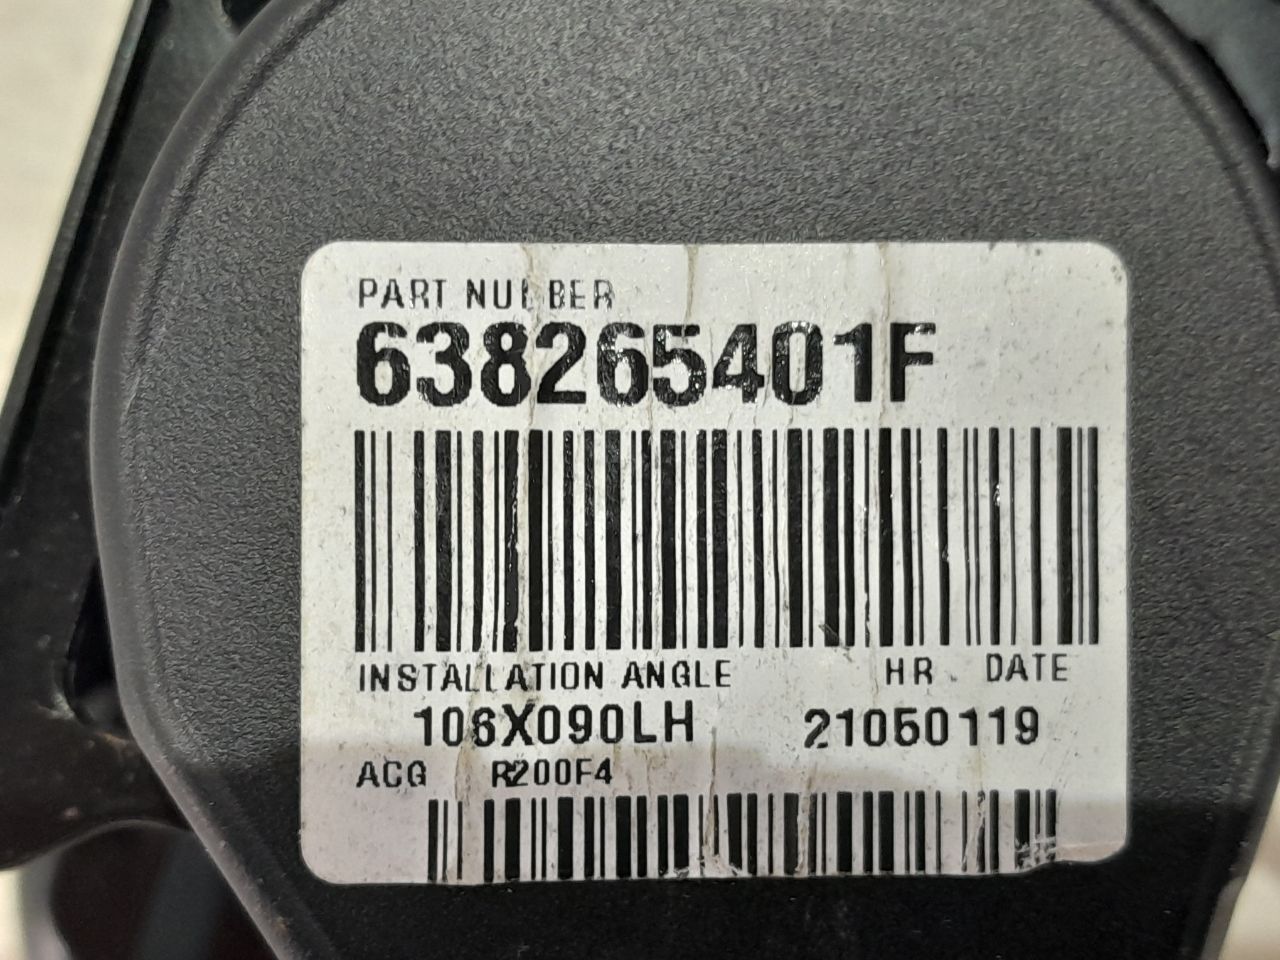 PART NUMBER
638265401F
INSTALLATION ANGLE HR. DATE
106X090LH 21050119
ACG R200F4